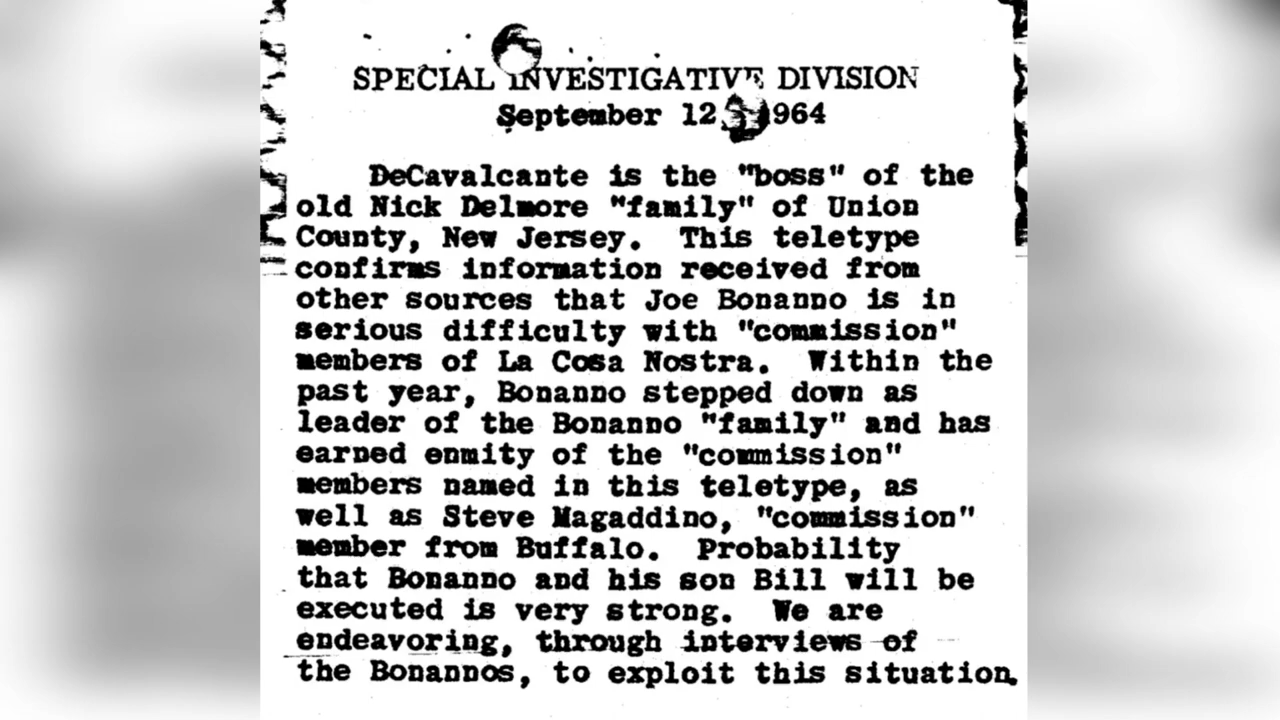 SPECIAL INVESTIGATIVE DIVISION
September 12, 1964
DeCavalcante is the "boss" of the
old Nick Delmore "family" of Union
County, New Jersey. This teletype
confirms information received from
other sources that Joe Bonanno is in
serious difficulty with "commission"
members of La Cosa Nostra. Within the
past year, Bonanno stepped down as
leader of the Bonanno "family" and has
earned enmity of the "commission"
members named in this teletype, as
well as Steve Magaddino, "commission"
member from Buffalo. Probability
that Bonanno and his son Bill will be
executed is very strong. We are
endeavoring, through interviews of
the Bonannos, to exploit this situation.